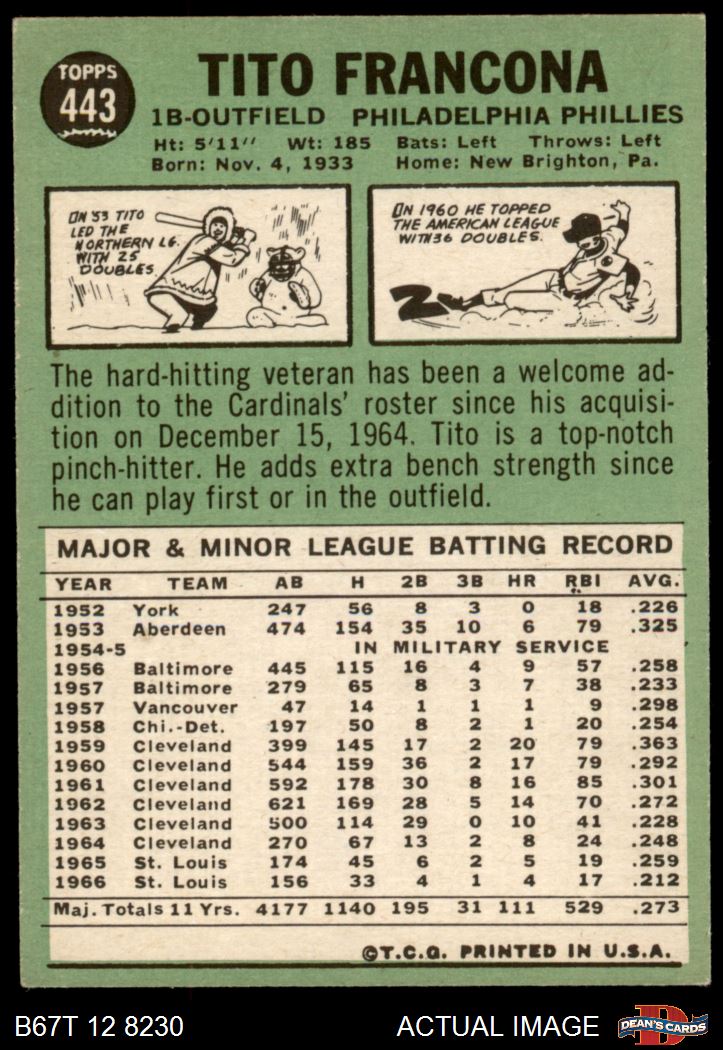 TOPPS
443
TITO FRANCONA
1B-OUTFIELD PHILADELPHIA PHILLIES
Ht: 5'11" Wt: 185 Bats: Left Throws: Left
Born: Nov. 4, 1933 Home: New Brighton, Pa.
ON '53 TITO
LED THE
NORTHERN LG.
WITH 25
DOUBLES.
ON 1960 HE TOPPED
THE AMERICAN LEAGUE
WITH 36 DOUBLES.
The hard-hitting veteran has been a welcome ad-
dition to the Cardinals' roster since his acquisi-
tion on December 15, 1964. Tito is a top-notch
pinch-hitter. He adds extra bench strength since
he can play first or in the outfield.
MAJOR & MINOR LEAGUE BATTING RECORD
YEAR TEAM AB H 2B 3B HR RBI AVG.
1952 York 247 56 8 3 0 18 .226
1953 Aberdeen 474 154 35 10 6 79 .325
1954-5 IN MILITARY SERVICE
1956 Baltimore 445 115 16 4 9 57 .258
1957 Baltimore 279 65 8 3 7 38 .233
1957 Vancouver 47 14 1 1 1 9 .298
1958 Chi.-Det. 197 50 8 2 1 20 .254
1959 Cleveland 399 145 17 2 20 79 .363
1960 Cleveland 544 159 36 2 17 79 .292
1961 Cleveland 592 178 30 8 16 85 .301
1962 Cleveland 621 169 28 5 14 70 .272
1963 Cleveland 500 114 29 0 10 41 .228
1964 Cleveland 270 67 13 2 8 24 .248
1965 St. Louis 174 45 6 2 5 19 .259
1966 St. Louis 156 33 4 1 4 17 .212
Maj. Totals 11 Yrs. 4177 1140 195 31 111 529 .273
©T.C.G. PRINTED IN U.S.A.
B67T 12 8230 ACTUAL IMAGE
D
DEAN'S CARDS